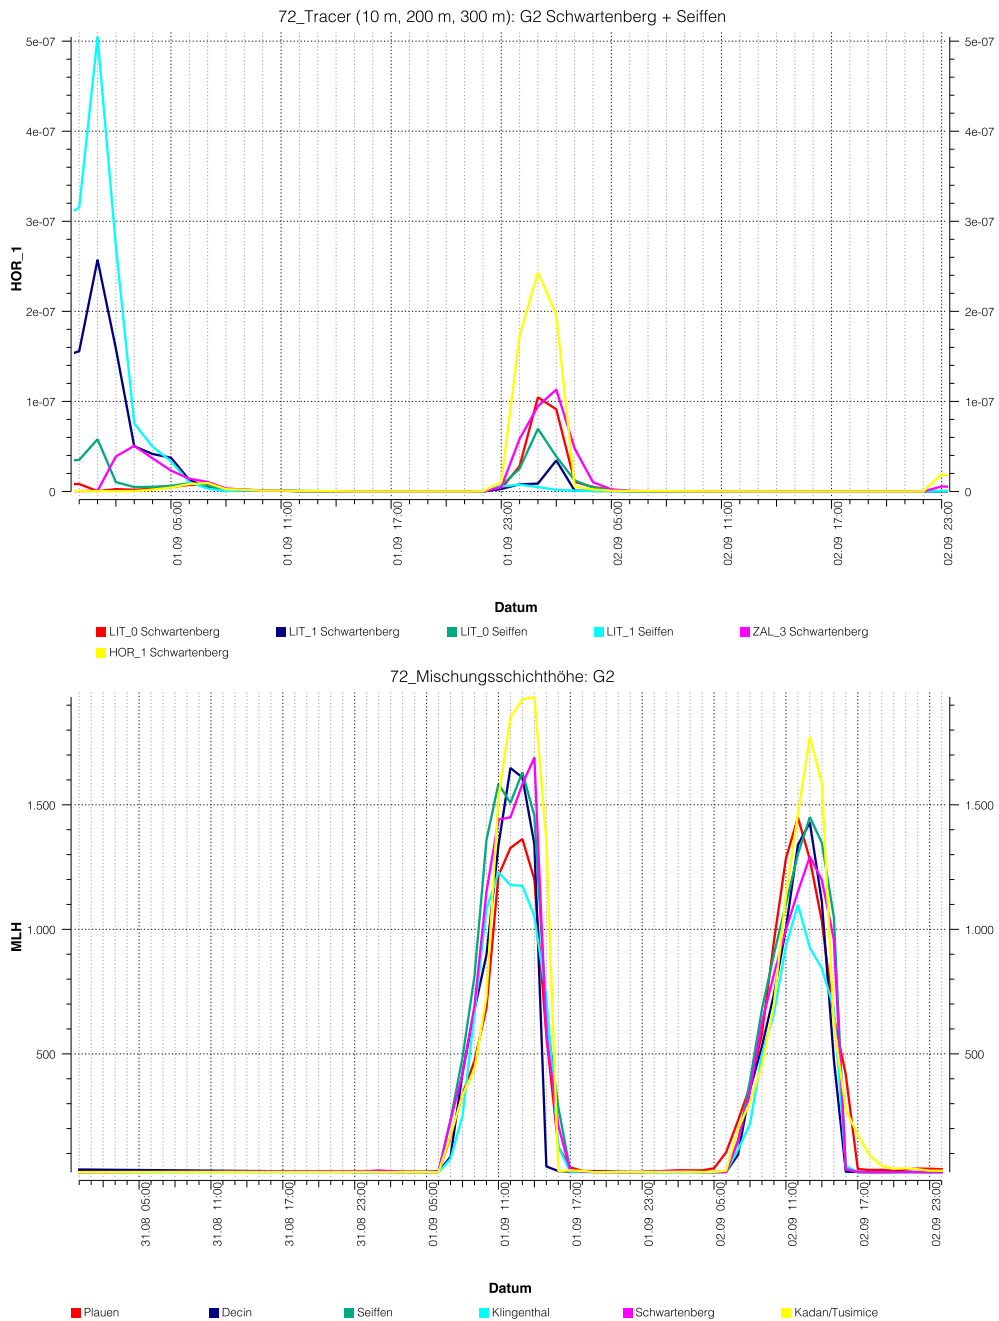 72_Tracer (10 m, 200 m, 300 m): G2 Schwartenberg + Seiffen
5e-07 5e-07
4e-07 4e-07
3e-07 3e-07
HOR_1
2e-07 2e-07
1e-07 1e-07
0 0
01.09 05:00 01.09 11:00 01.09 17:00 01.09 23:00 02.09 05:00 02.09 11:00 02.09 17:00 02.09 23:00
Datum
LIT_0 Schwartenberg LIT_1 Schwartenberg LIT_0 Seiffen LIT_1 Seiffen ZAL_3 Schwartenberg
HOR_1 Schwartenberg
72_Mischungsschichthöhe: G2
1.500 1.500
1.000 1.000
MLH
500 500
31.08 05:00 31.08 11:00 31.08 17:00 31.08 23:00 01.09 05:00 01.09 11:00 01.09 17:00 01.09 23:00 02.09 05:00 02.09 11:00 02.09 17:00 02.09 23:00
Datum
Plauen Decin Seiffen Klingenthal Schwartenberg Kadan/Tusimice